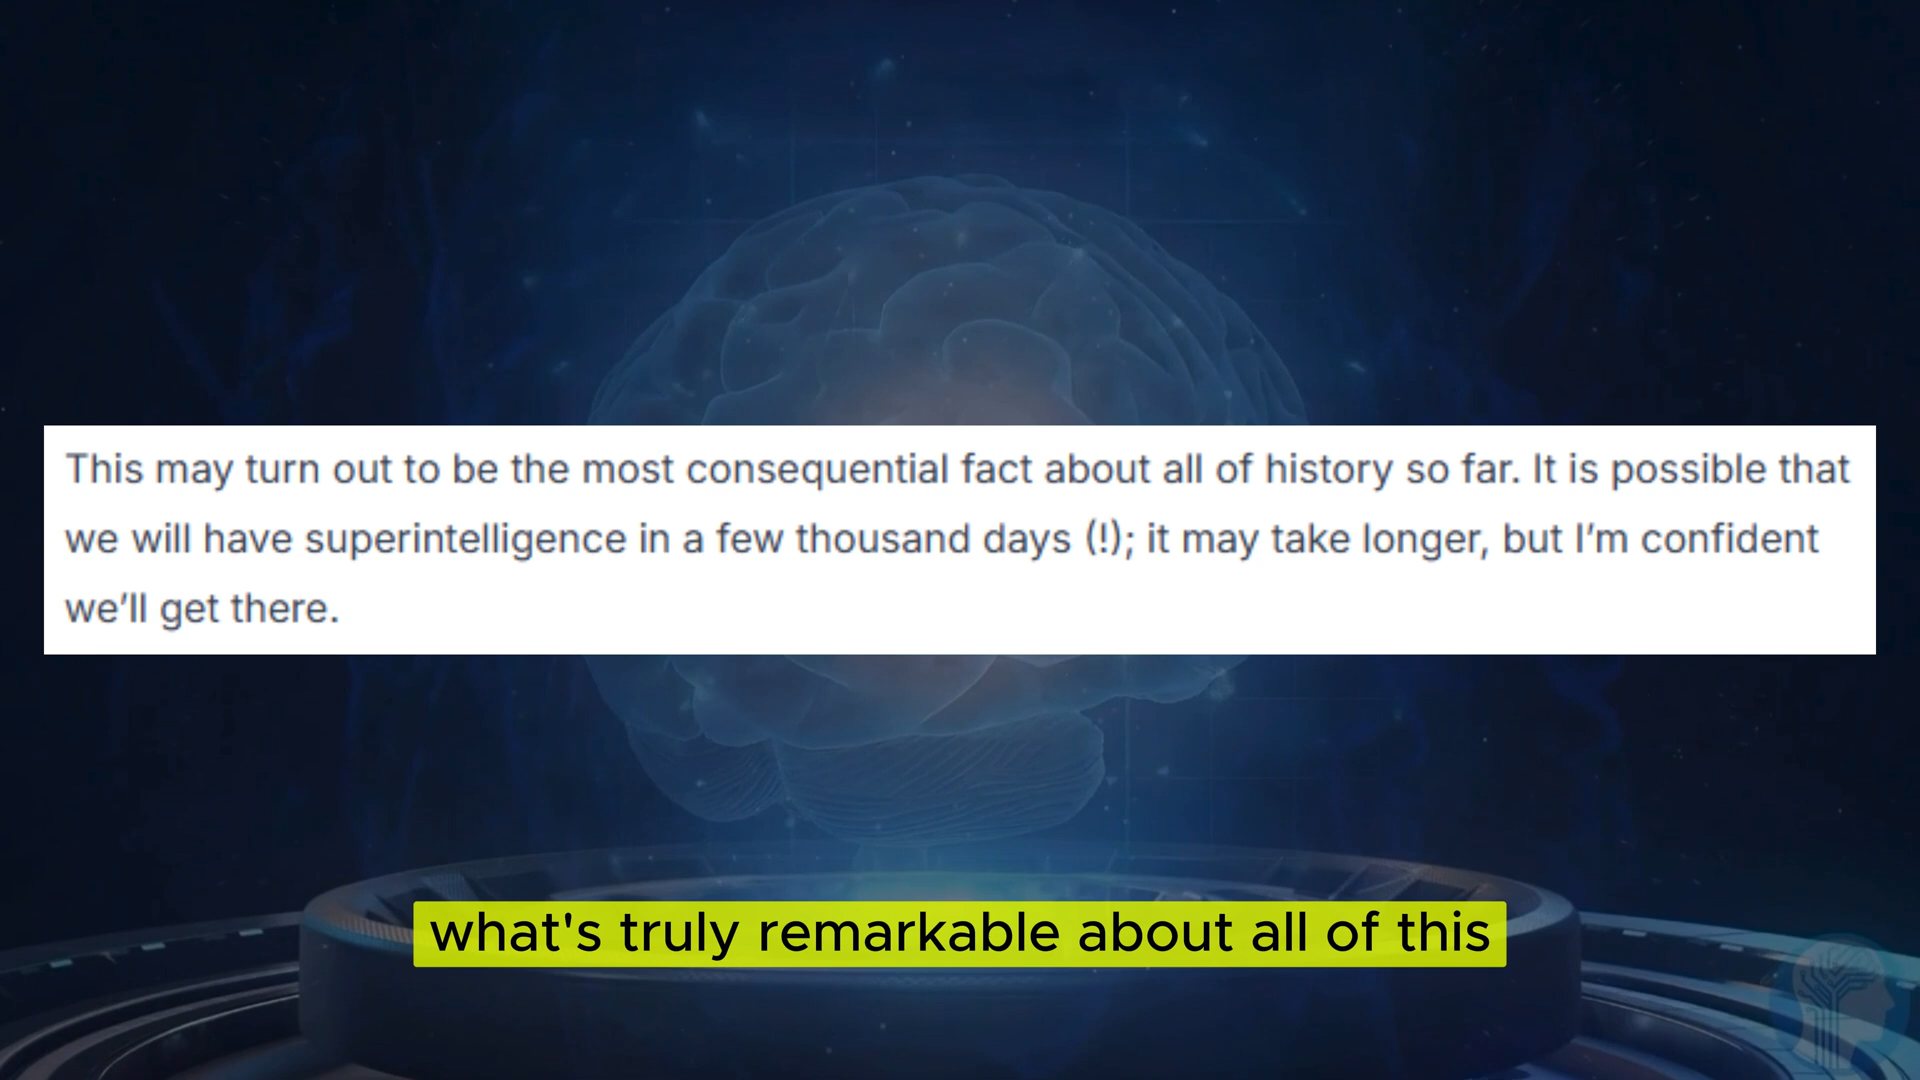 This may turn out to be the most consequential fact about all of history so far. It is possible that
we will have superintelligence in a few thousand days (!); it may take longer, but I’m confident
we’ll get there.
what's truly remarkable about all of this